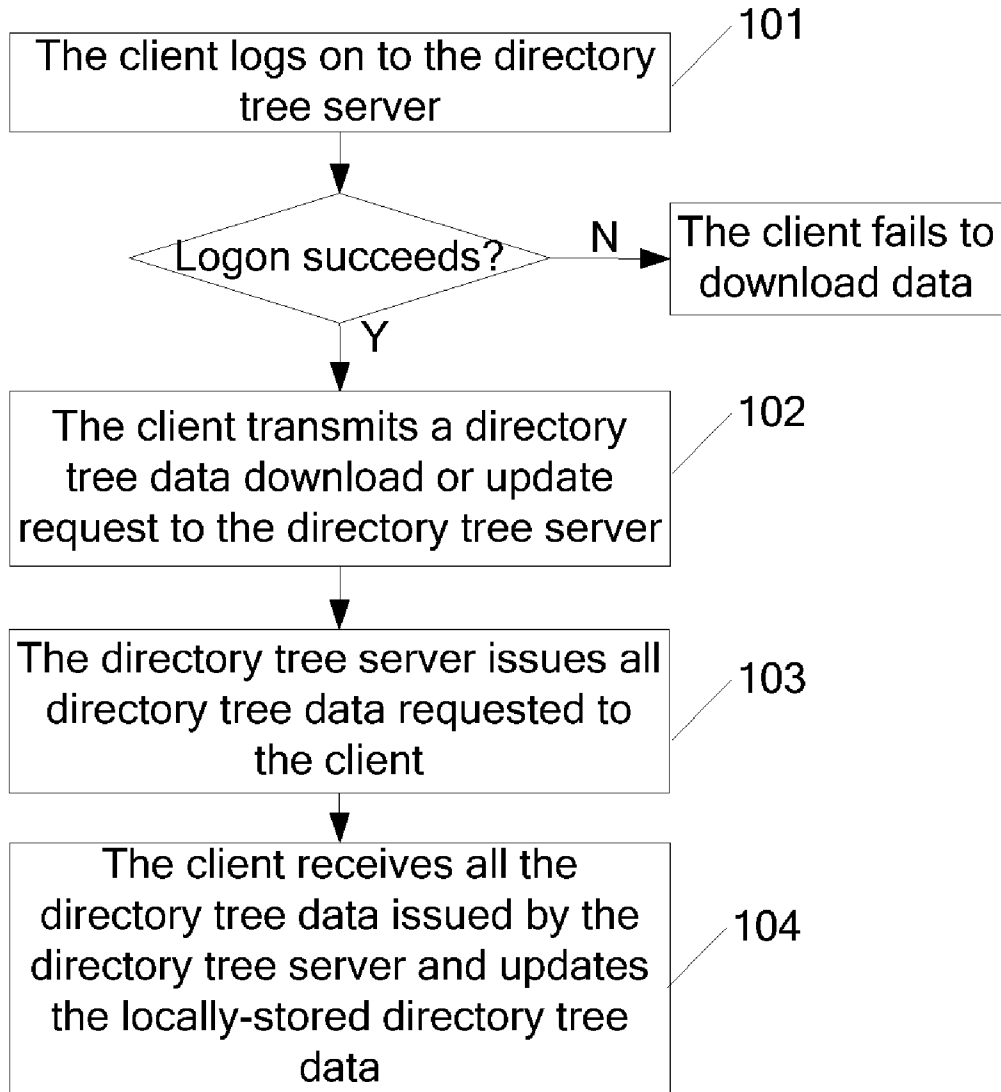 101
The client logs on to the directory
tree server
Logon succeeds?
N
The client fails to
download data
Y
102
The client transmits a directory
tree data download or update
request to the directory tree server
103
The directory tree server issues all
directory tree data requested to
the client
The client receives all the
directory tree data issued by the
directory tree server and updates
the locally-stored directory tree
data
104